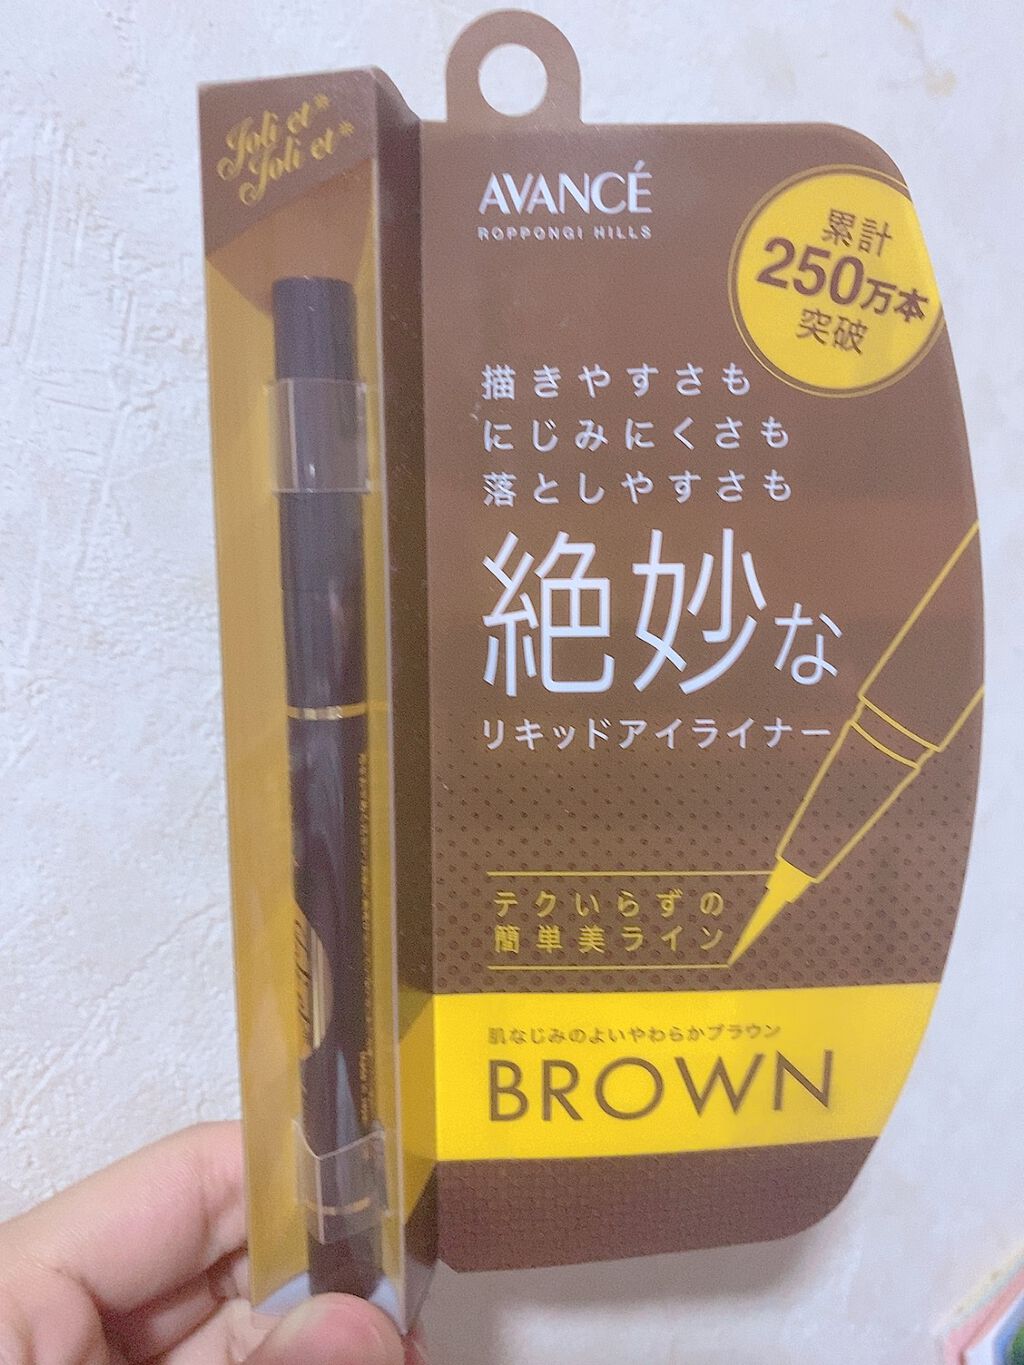 Joli et*
Joli et*
AVANCÉ
ROPPONGI HILLS
累計
250万本
突破
描きやすさも
にじみにくさも
落としやすさも
絶妙な
リキッドアイライナー
テクいらずの
簡単美ライン
肌なじみのよいやわらかブラウン
BROWN